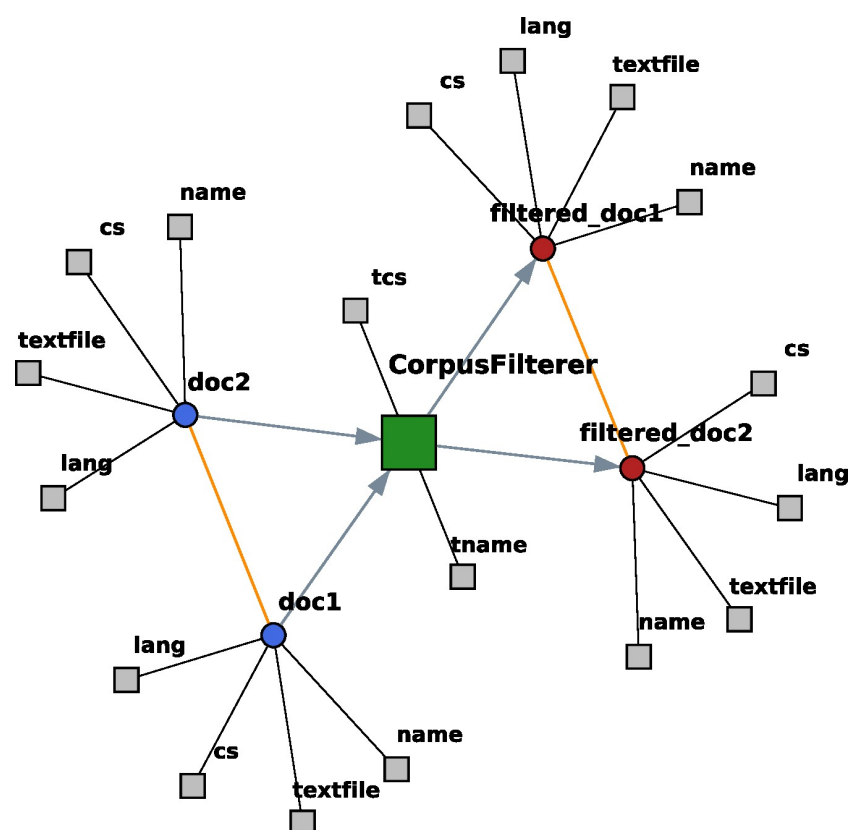 lang
textfile
cs
name
name
filtered_doc1
cs
tcs
textfile
cs
CorpusFilterer
doc2
filtered_doc2
lang
lang
tname
textfile
doc1
name
lang
name
cs
textfile